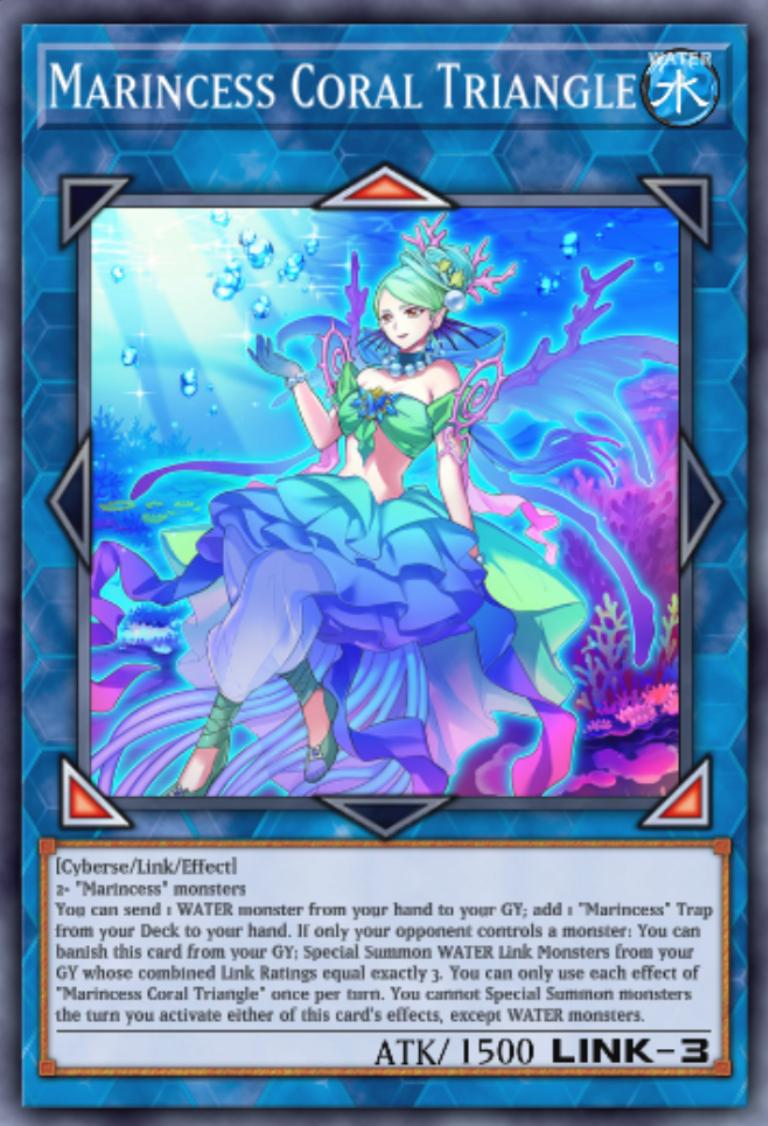 MARINCESS CORAL TRIANGLE
WATER
水
[Cyberse/Link/Effect]
2+ "Marincess" monsters
You can send 1 WATER monster from your hand to your GY; add 1 "Marincess" Trap
from your Deck to your hand. If only your opponent controls a monster: You can
banish this card from your GY; Special Summon WATER Link Monsters from your
GY whose combined Link Ratings equal exactly 3. You can only use each effect of
"Marincess Coral Triangle" once per turn. You cannot Special Summon monsters
the turn you activate either of this card's effects, except WATER monsters.
ATK/ 1500 LINK-3